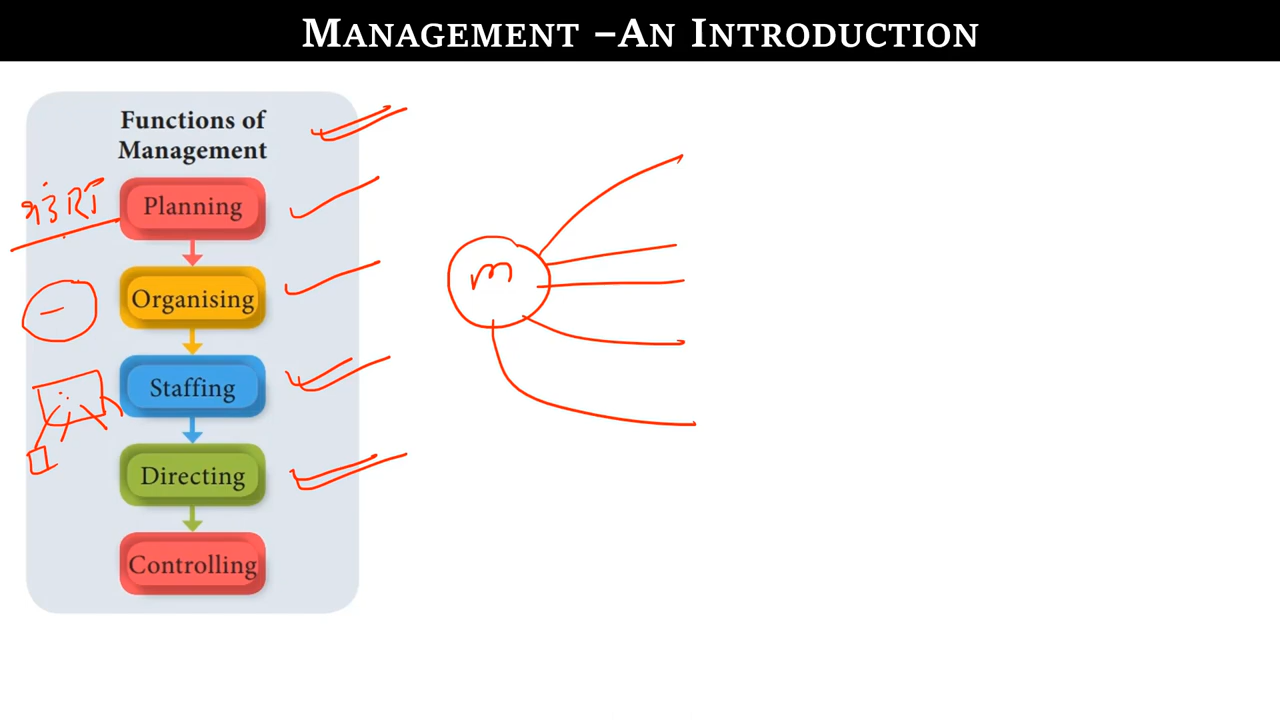 MANAGEMENT –AN INTRODUCTION
Functions of
Management
Planning
Organising
Staffing
Directing
Controlling
m